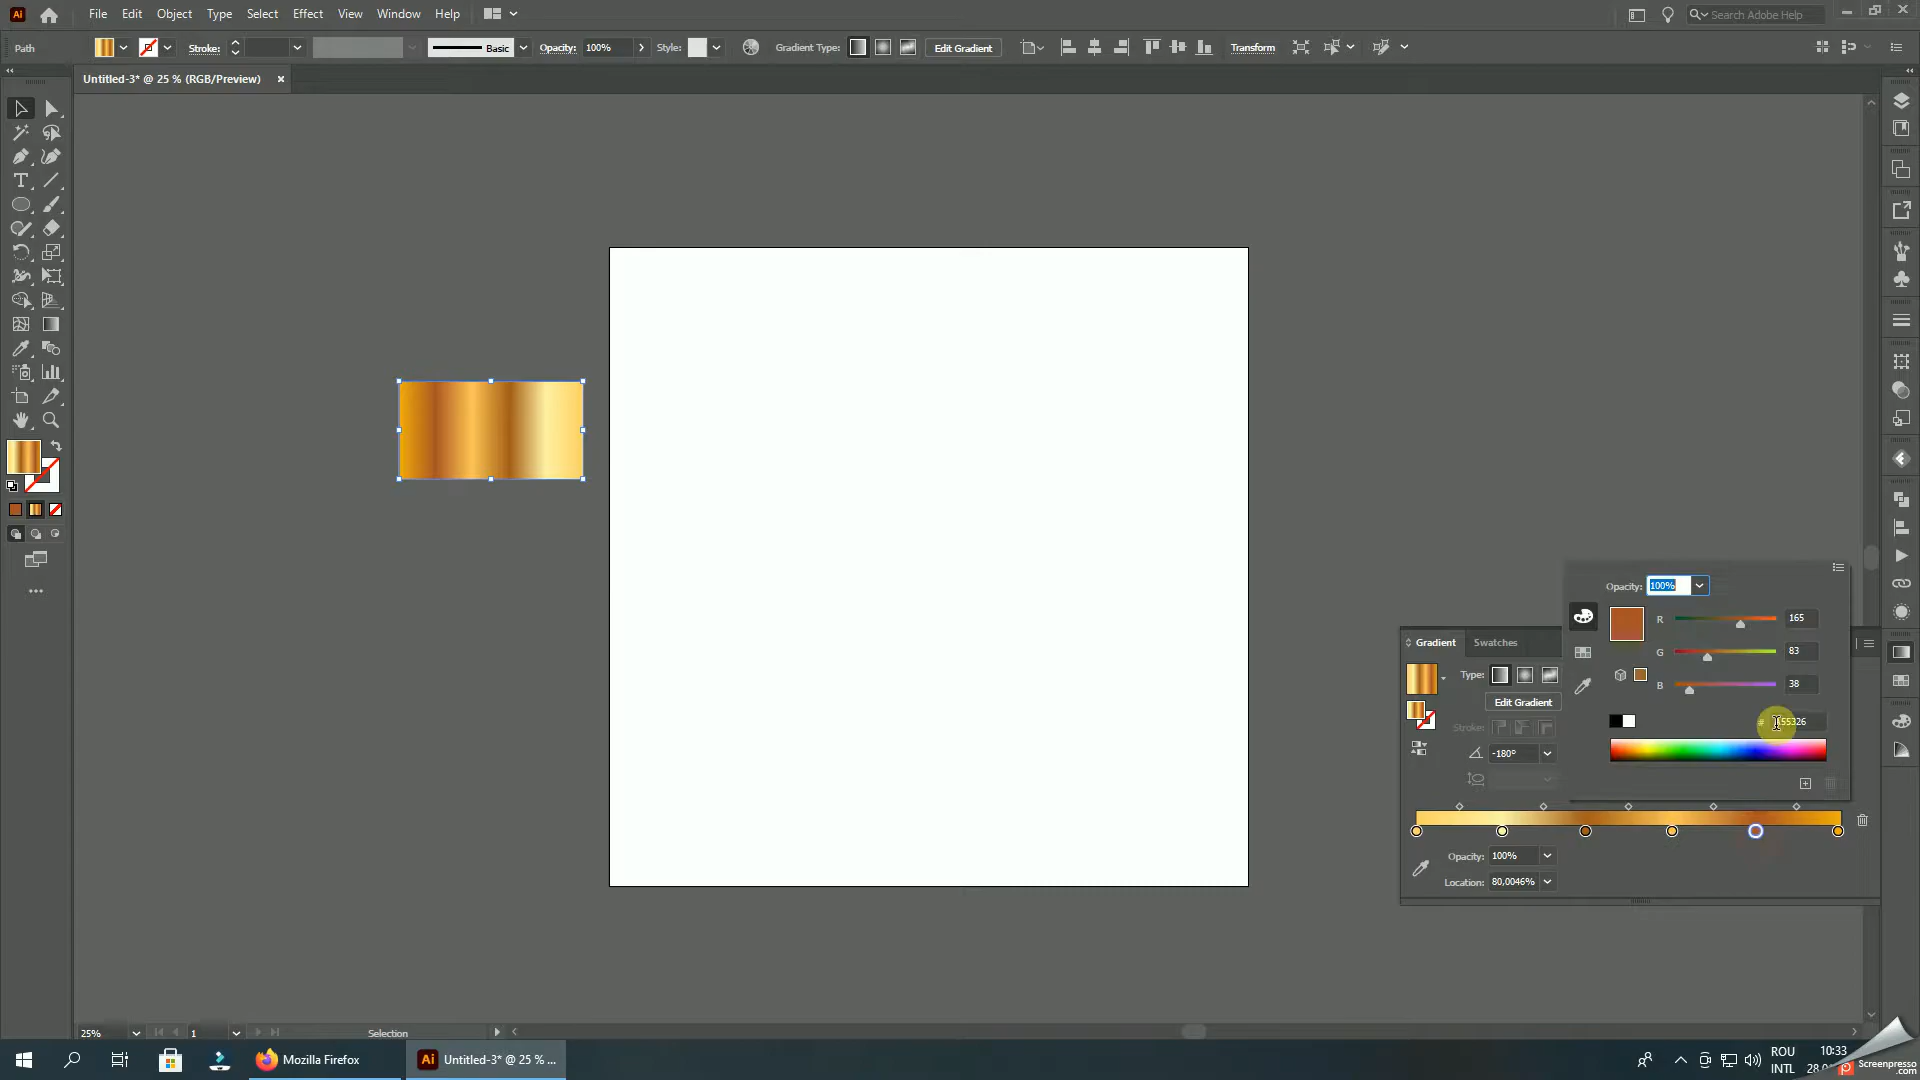 Ai File Edit Object Type Select Effect View Window Help Search Adobe Help
Path Stroke: Basic Opacity: 100% Style: Gradient Type: Edit Gradient Transform
Untitled-3* @ 25 % (RGB/Preview) ×
Opacity: 100%
R 165
G 83
B 38
#
Gradient Swatches
Type:
Edit Gradient
Stroke:
-180°
Opacity: 100%
Location: 80,0046%
25% 1 Selection
Mozilla Firefox
Ai Untitled-3* @ 25 % ...
ROU
INTL
10:33
Screenpresso
.com